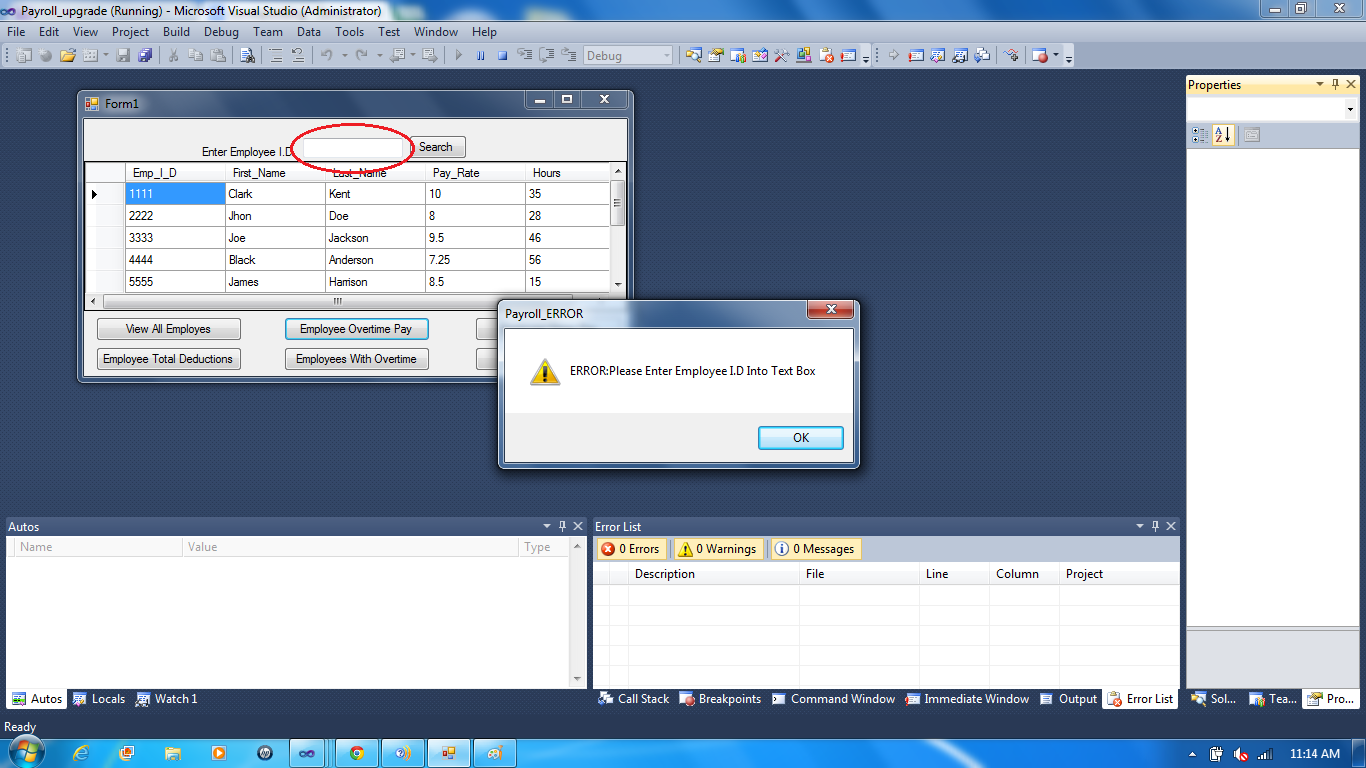 Payroll_upgrade (Running) - Microsoft Visual Studio (Administrator)
File Edit View Project Build Debug Team Data Tools Test Window Help
Debug
Properties
Form1
Enter Employee I.D
Search
Emp_I_D First_Name Last_Name Pay_Rate Hours
1111 Clark Kent 10 35
2222 Jhon Doe 8 28
3333 Joe Jackson 9.5 46
4444 Black Anderson 7.25 56
5555 James Harrison 8.5 15
View All Employes Employee Overtime Pay
Employee Total Deductions Employees With Overtime
Payroll_ERROR
ERROR:Please Enter Employee I.D Into Text Box
OK
Autos
Name Value Type
Error List
0 Errors 0 Warnings 0 Messages
Description File Line Column Project
Autos Locals Watch 1
Call Stack Breakpoints Command Window Immediate Window Output Error List
Sol... Tea... Pro...
Ready
11:14 AM